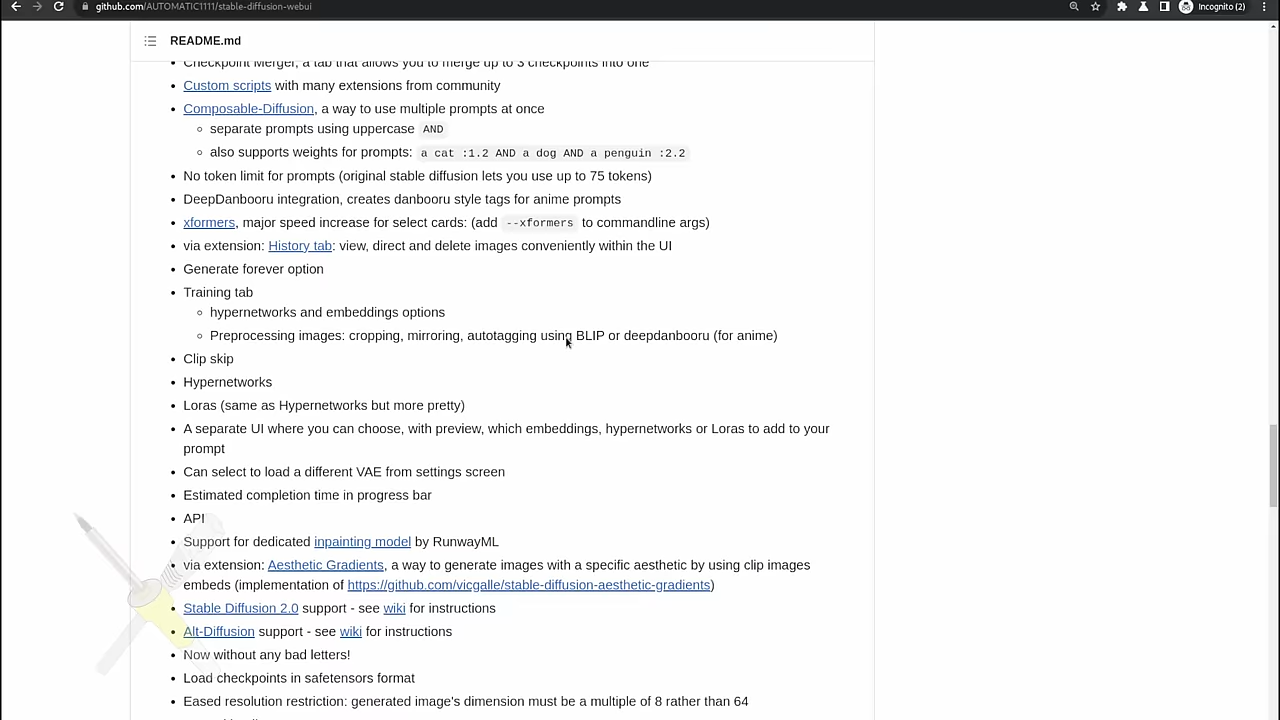 github.com/AUTOMATIC1111/stable-diffusion-webui
Incognito (2)
README.md
Checkpoint Merger, a tab that allows you to merge up to 3 checkpoints into one
Custom scripts with many extensions from community
Composable-Diffusion, a way to use multiple prompts at once
separate prompts using uppercase AND
also supports weights for prompts: a cat :1.2 AND a dog AND a penguin :2.2
No token limit for prompts (original stable diffusion lets you use up to 75 tokens)
DeepDanbooru integration, creates danbooru style tags for anime prompts
xformers, major speed increase for select cards: (add --xformers to commandline args)
via extension: History tab: view, direct and delete images conveniently within the UI
Generate forever option
Training tab
hypernetworks and embeddings options
Preprocessing images: cropping, mirroring, autotagging using BLIP or deepdanbooru (for anime)
Clip skip
Hypernetworks
Loras (same as Hypernetworks but more pretty)
A separate UI where you can choose, with preview, which embeddings, hypernetworks or Loras to add to your
prompt
Can select to load a different VAE from settings screen
Estimated completion time in progress bar
API
Support for dedicated inpainting model by RunwayML
via extension: Aesthetic Gradients, a way to generate images with a specific aesthetic by using clip images
embeds (implementation of https://github.com/vicgalle/stable-diffusion-aesthetic-gradients)
Stable Diffusion 2.0 support - see wiki for instructions
Alt-Diffusion support - see wiki for instructions
Now without any bad letters!
Load checkpoints in safetensors format
Eased resolution restriction: generated image's dimension must be a multiple of 8 rather than 64